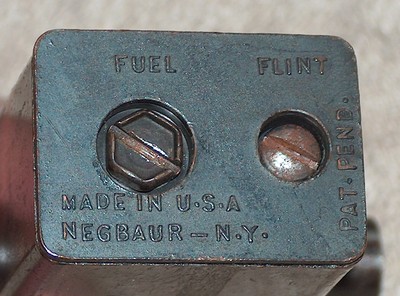 FUEL FLINT
MADE IN U·S·A
NEGBAUR — N.Y.
PAT. PEND.